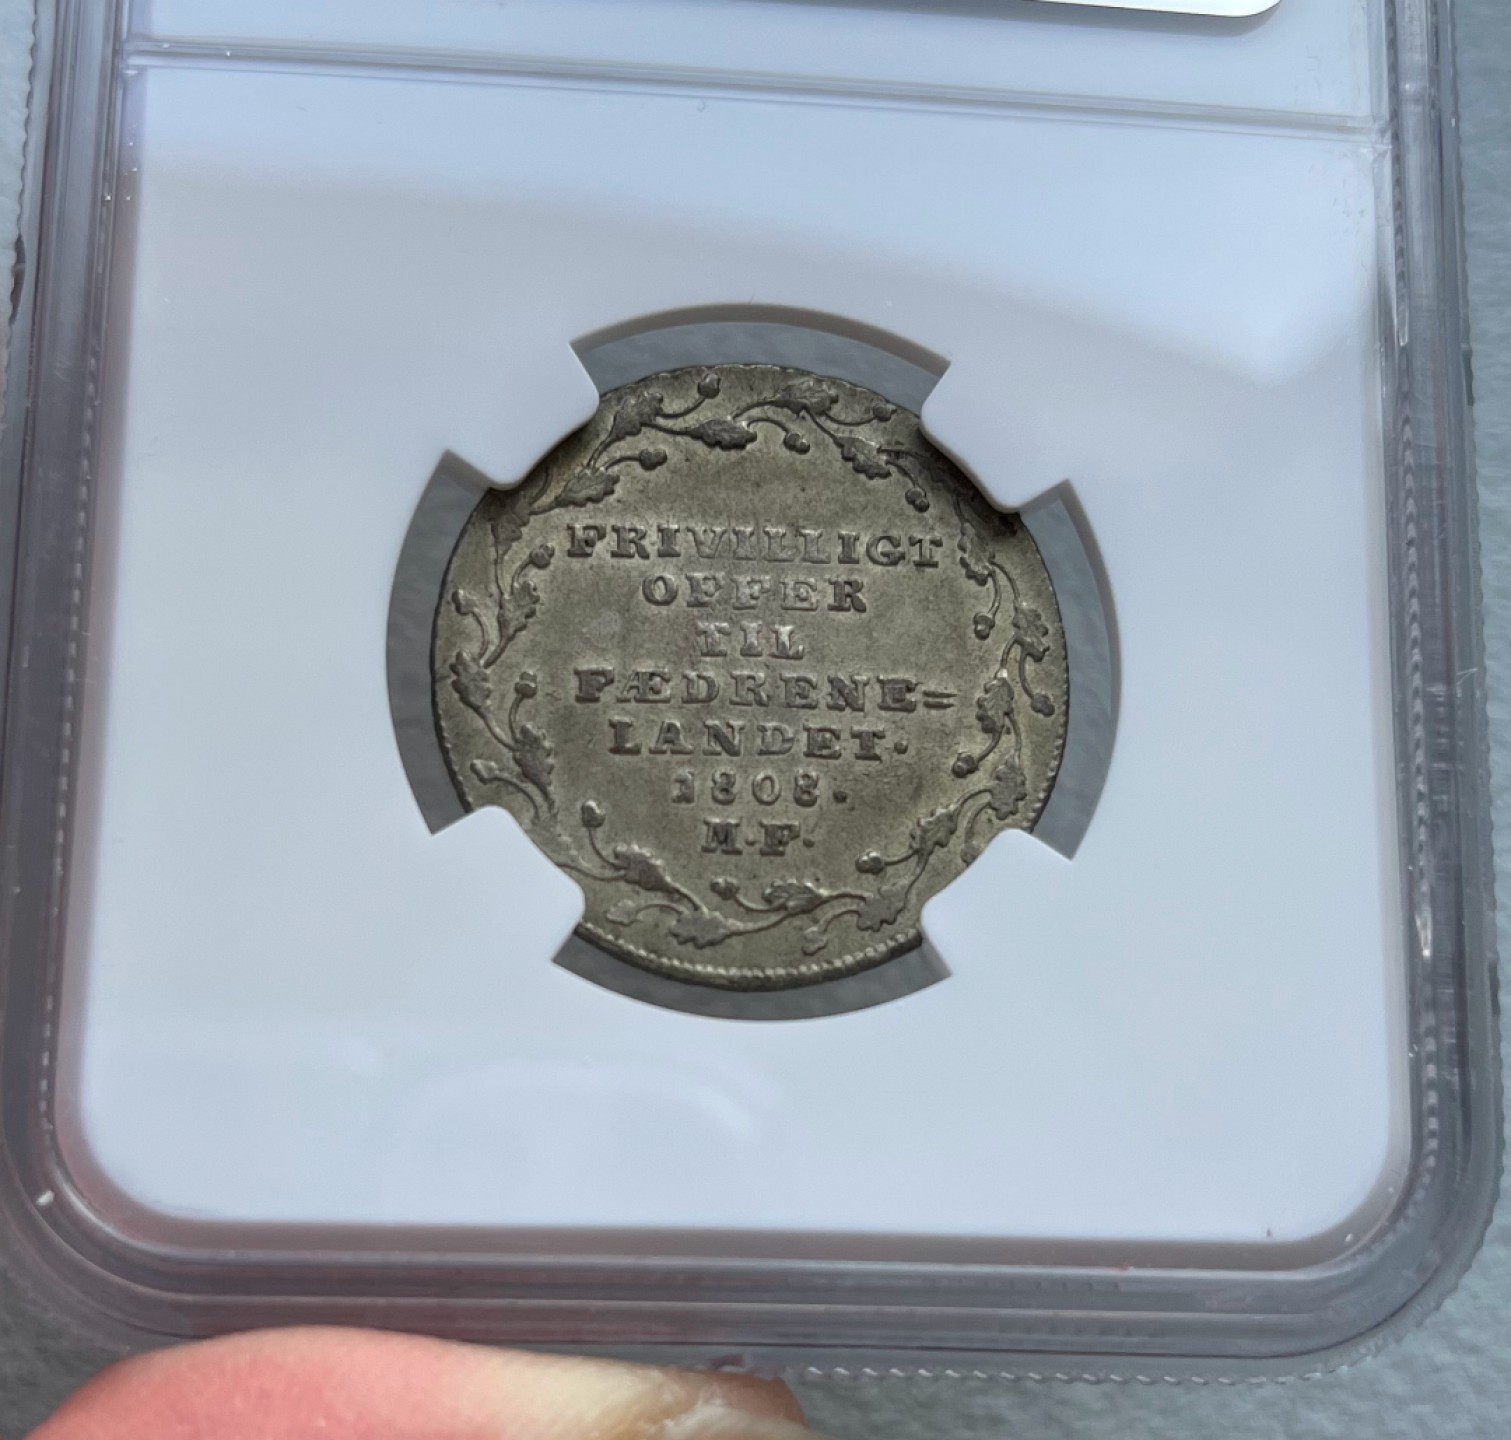 FRIVILLIGT
OFFER
TIL
FÆDRENE=
LANDET.
1808.
M·F·